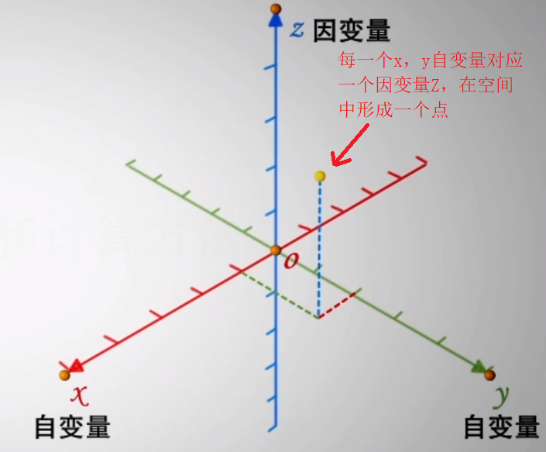 z 因变量
每一个x，y自变量对应
一个因变量Z，在空间
中形成一个点
o
x
y
自变量
自变量